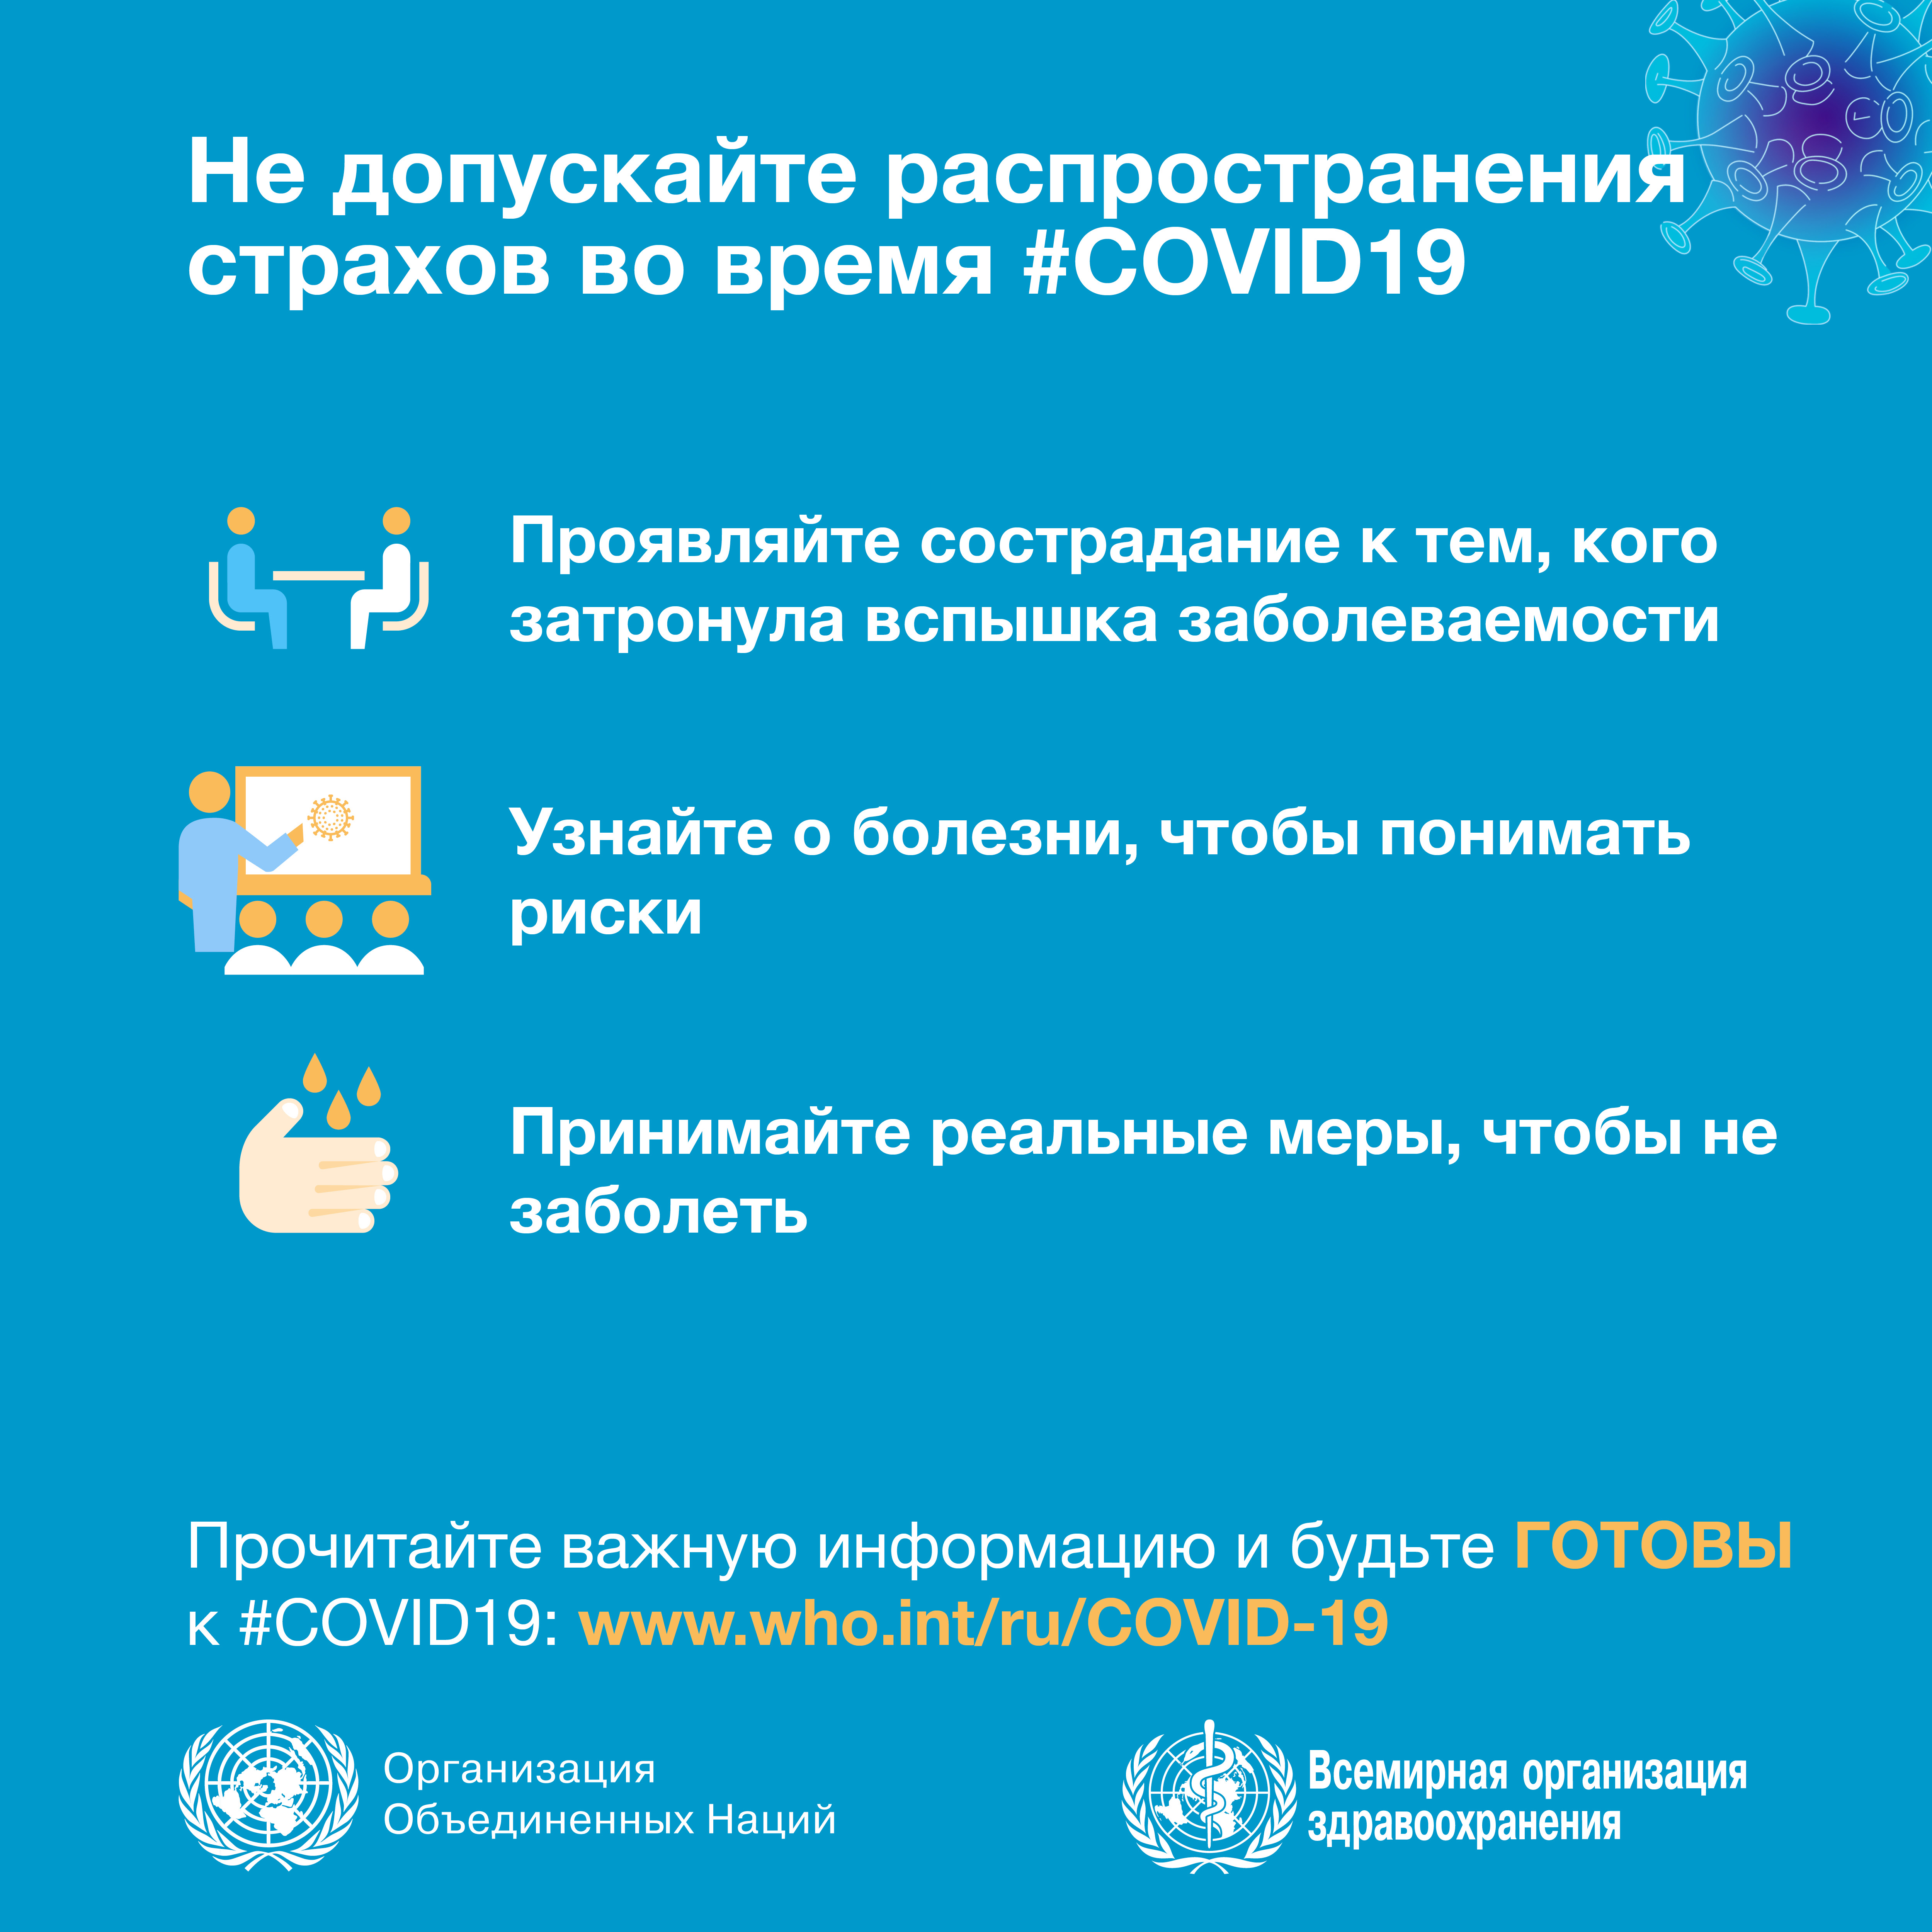 Не допускайте распространения
страхов во время #COVID19
Проявляйте сострадание к тем, кого
затронула вспышка заболеваемости
Узнайте о болезни, чтобы понимать
риски
Принимайте реальные меры, чтобы не
заболеть
Прочитайте важную информацию и будьте ГОТОВЫ
к #COVID19: www.who.int/ru/COVID-19
Организация
Объединенных Наций
Всемирная организация
здравоохранения